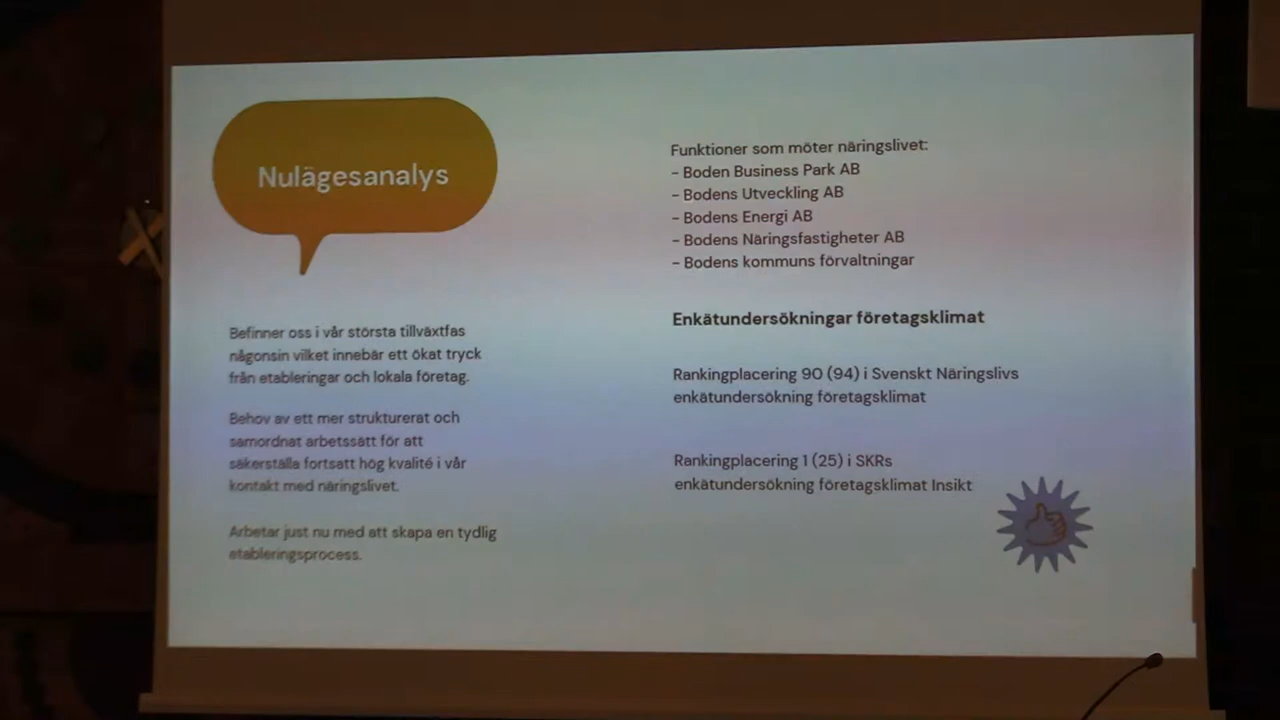 Nulägesanalys
Befinner oss i vår största tillväxtfas
någonsin vilket innebär ett ökat tryck
från etableringar och lokala företag.
Behov av ett mer strukturerat och
samordnat arbetssätt för att
säkerställa fortsatt hög kvalité i vår
kontakt med näringslivet.
Arbetar just nu med att skapa en tydlig
etableringsprocess.
Funktioner som möter näringslivet:
- Boden Business Park AB
- Bodens Utveckling AB
- Bodens Energi AB
- Bodens Näringsfastigheter AB
- Bodens kommuns förvaltningar
Enkätundersökningar företagsklimat
Rankingplacering 90 (94) i Svenskt Näringslivs
enkätundersökning företagsklimat
Rankingplacering 1 (25) i SKRs
enkätundersökning företagsklimat Insikt